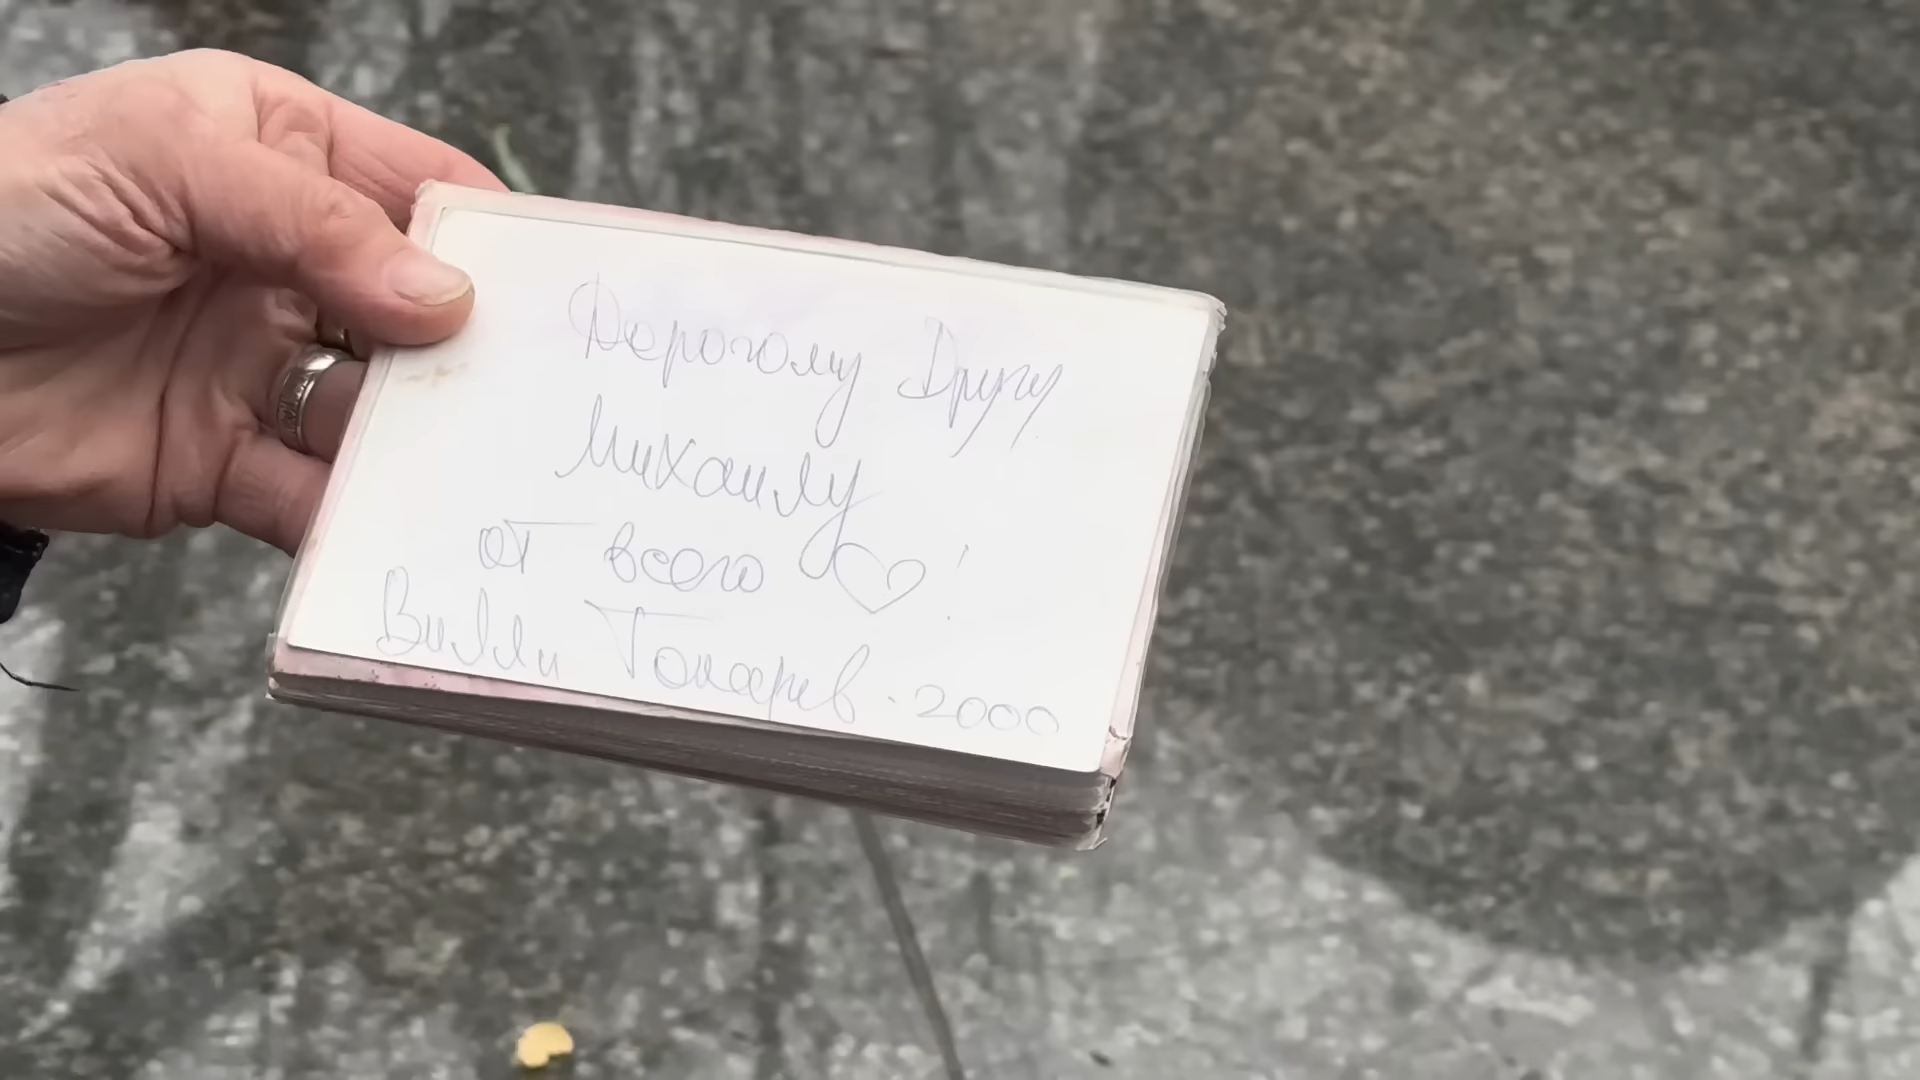 Дорогому Другу
Михаилу
от всего ♡!
Вилли Токарев. 2000